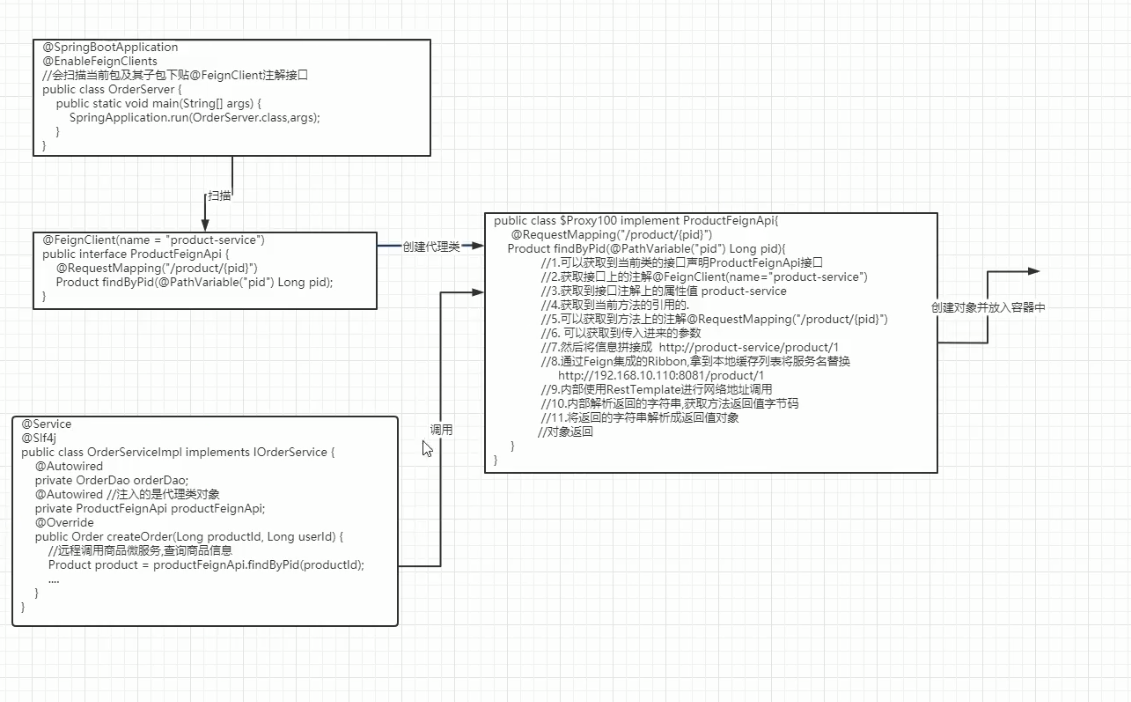 @SpringBootApplication
@EnableFeignClients
//会扫描当前包及其子包下贴@FeignClient注解接口
public class OrderServer {
public static void main(String[] args) {
SpringApplication.run(OrderServer.class,args);
}
}
扫描
@FeignClient(name = "product-service")
public interface ProductFeignApi {
@RequestMapping("/product/{pid}")
Product findByPid(@PathVariable("pid") Long pid);
}
创建代理类
public class $Proxy100 implement ProductFeignApi{
@RequestMapping("/product/{pid}")
Product findByPid(@PathVariable("pid") Long pid){
//1.可以获取到当前类的接口声明ProductFeignApi接口
//2.获取接口上的注解@FeignClient(name="product-service")
//3.获取到接口注解上的属性值 product-service
//4.获取到当前方法的引用的.
//5.可以获取到方法上的注解@RequestMapping("/product/{pid}")
//6. 可以获取到传入进来的参数
//7.然后将信息拼接成 http://product-service/product/1
//8.通过Feign集成的Ribbon,拿到本地缓存列表将服务名替换
http://192.168.10.110:8081/product/1
//9.内部使用RestTemplate进行网络地址调用
//10.内部解析返回的字符串,获取方法返回值字节码
//11.将返回的字符串解析成返回值对象
//对象返回
}
}
创建对象并放入容器中
调用
@Service
@Slf4j
public class OrderServiceImpl implements IOrderService {
@Autowired
private OrderDao orderDao;
@Autowired //注入的是代理类对象
private ProductFeignApi productFeignApi;
@Override
public Order createOrder(Long productId, Long userId) {
//远程调用商品微服务,查询商品信息
Product product = productFeignApi.findByPid(productId);
....
}
}